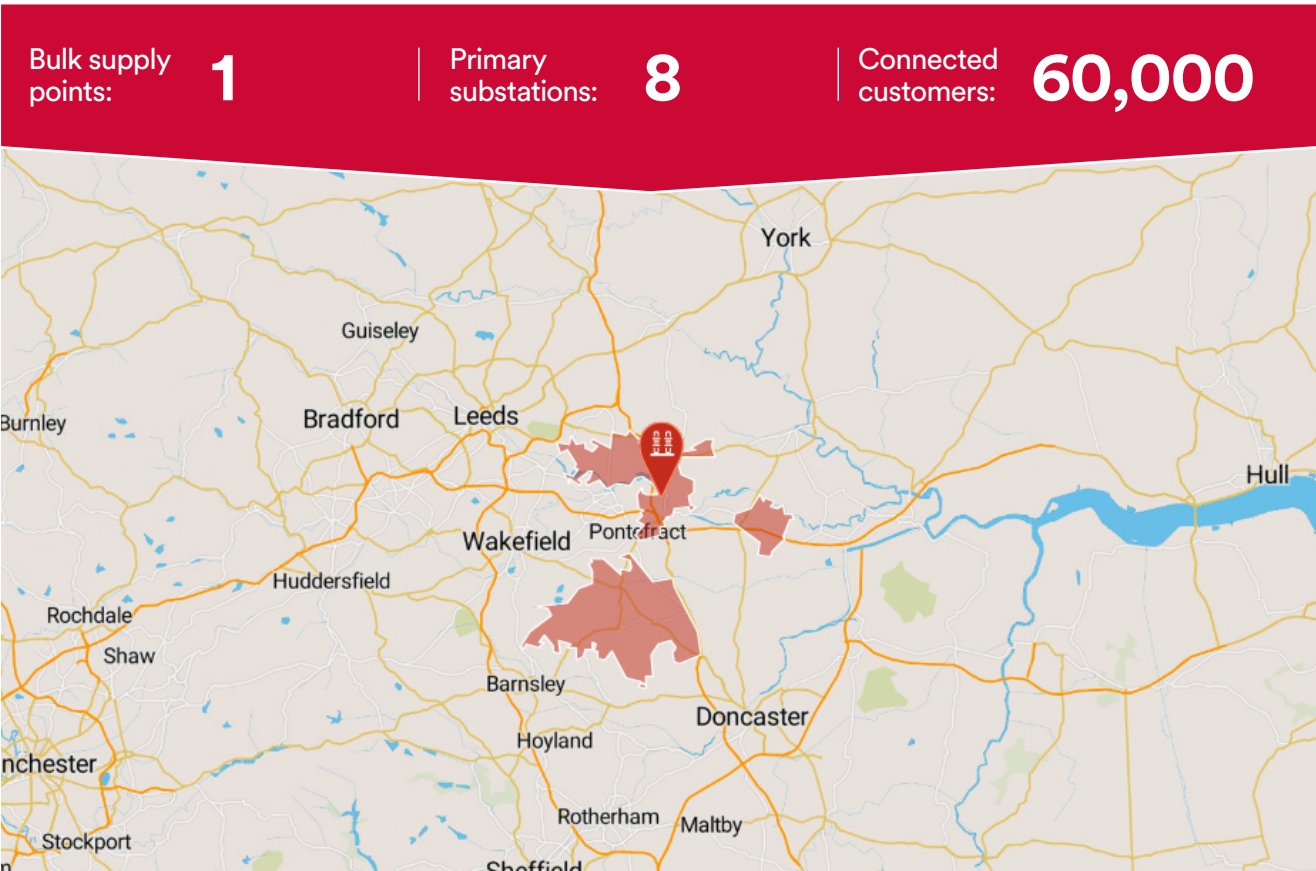 Bulk supply
points:
1
Primary
substations:
8
Connected
customers:
60,000
York
Guiseley
Bradford
Leeds
Burnley
Hull
Pontefract
Wakefield
Huddersfield
Rochdale
Shaw
Barnsley
Doncaster
Hoyland
nchester
Rotherham
Maltby
Stockport
Sheffield
n